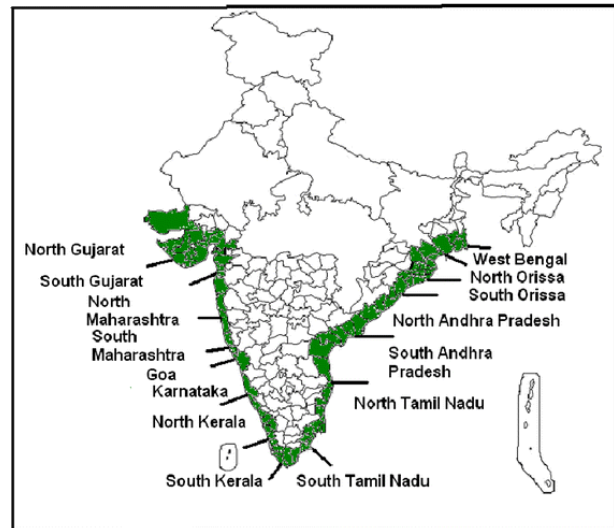 North Gujarat
South Gujarat
North
Maharashtra
South
Maharashtra
Goa
Karnataka
North Kerala
South Kerala
West Bengal
North Orissa
South Orissa
North Andhra Pradesh
South Andhra
Pradesh
North Tamil Nadu
South Tamil Nadu